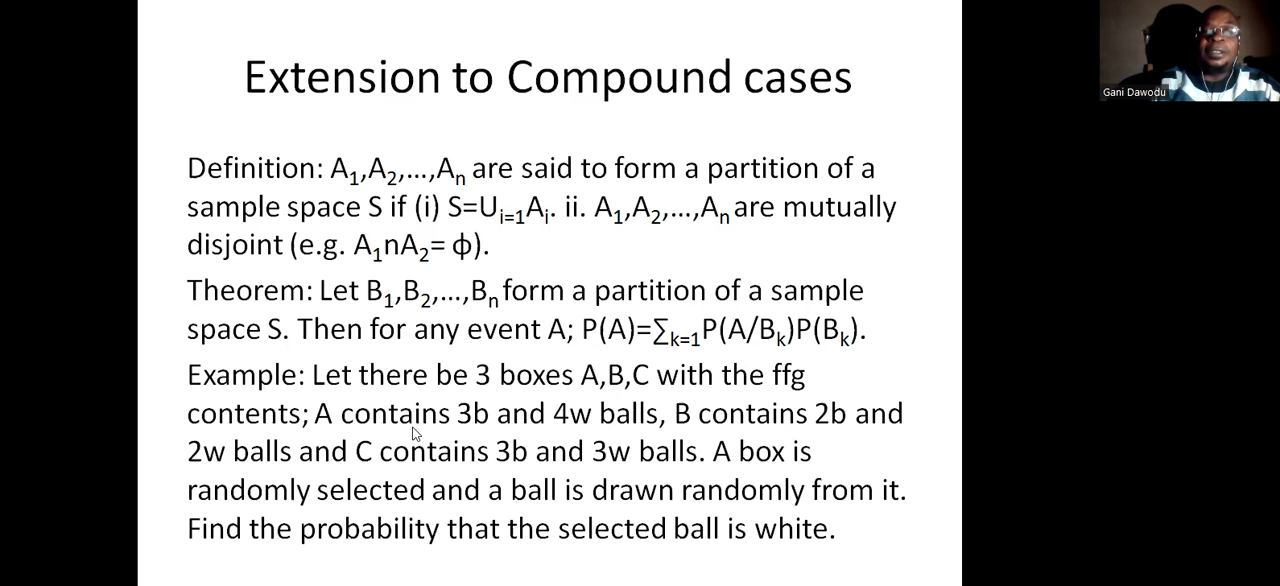 Extension to Compound cases
Gani Dawodu
Definition: A₁,A₂,...,Aₙ are said to form a partition of a
sample space S if (i) S=Uᵢ₌₁Aᵢ. ii. A₁,A₂,...,Aₙ are mutually
disjoint (e.g. A₁nA₂= ф).
Theorem: Let B₁,B₂,...,Bₙ form a partition of a sample
space S. Then for any event A; P(A)=∑ₖ₌₁P(A/Bₖ)P(Bₖ).
Example: Let there be 3 boxes A,B,C with the ffg
contents; A contains 3b and 4w balls, B contains 2b and
2w balls and C contains 3b and 3w balls. A box is
randomly selected and a ball is drawn randomly from it.
Find the probability that the selected ball is white.